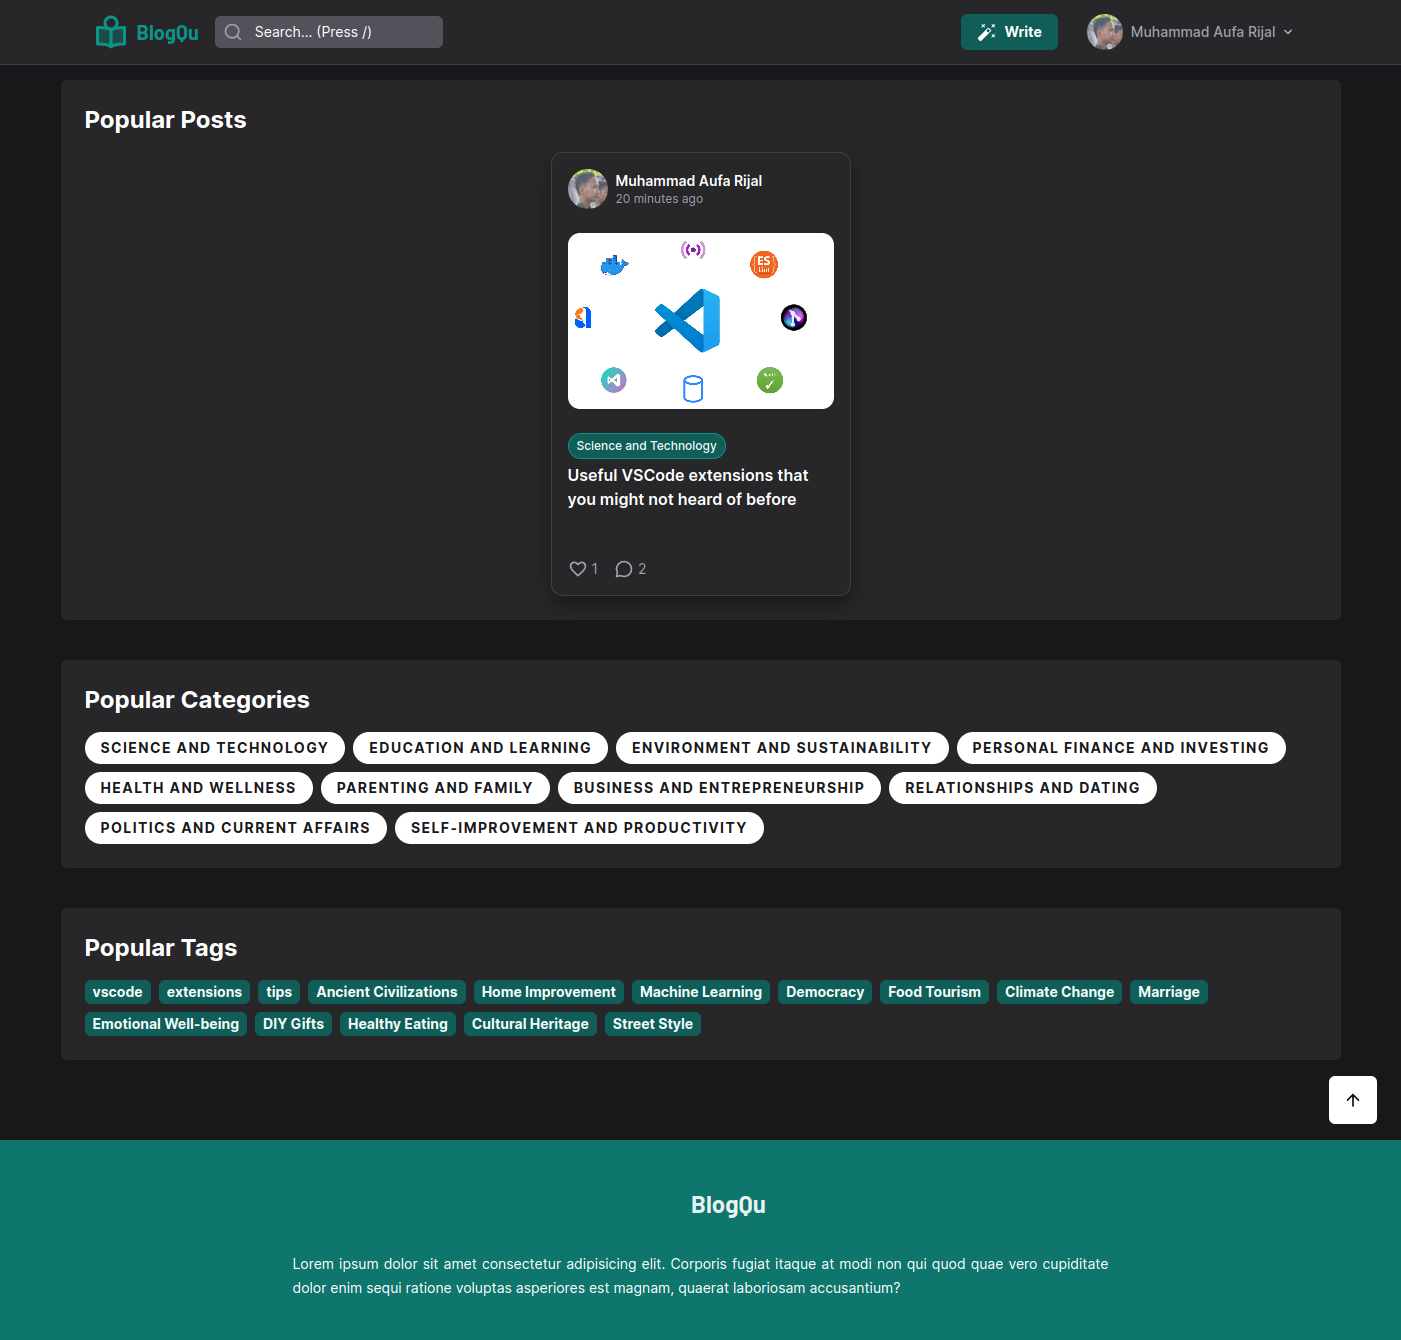 BlogQu
Search... (Press /)
Write
Muhammad Aufa Rijal
Popular Posts
Muhammad Aufa Rijal
20 minutes ago
ES
Lint
Science and Technology
Useful VSCode extensions that
you might not heard of before
1 2
Popular Categories
SCIENCE AND TECHNOLOGY EDUCATION AND LEARNING ENVIRONMENT AND SUSTAINABILITY PERSONAL FINANCE AND INVESTING
HEALTH AND WELLNESS PARENTING AND FAMILY BUSINESS AND ENTREPRENEURSHIP RELATIONSHIPS AND DATING
POLITICS AND CURRENT AFFAIRS SELF-IMPROVEMENT AND PRODUCTIVITY
Popular Tags
vscode extensions tips Ancient Civilizations Home Improvement Machine Learning Democracy Food Tourism Climate Change Marriage
Emotional Well-being DIY Gifts Healthy Eating Cultural Heritage Street Style
BlogQu
Lorem ipsum dolor sit amet consectetur adipisicing elit. Corporis fugiat itaque at modi non qui quod quae vero cupiditate
dolor enim sequi ratione voluptas asperiores est magnam, quaerat laboriosam accusantium?